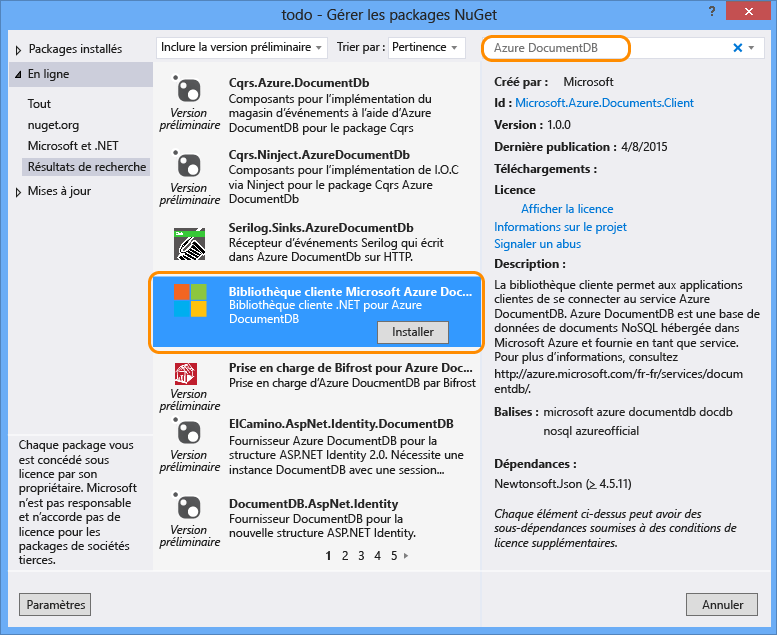 todo - Gérer les packages NuGet
?
Packages installés
En ligne
Tout
nuget.org
Microsoft et .NET
Résultats de recherche
Mises à jour
Chaque package vous
est concédé sous
licence par son
propriétaire. Microsoft
n'est pas responsable
et n'accorde pas de
licence pour les
packages de sociétés
tierces.
Inclure la version préliminaire
Trier par : Pertinence
Cqrs.Azure.DocumentDb
Composants pour l'implémentation du
magasin d'événements à l'aide d'Azure
DocumentDB pour le package Cqrs
Version
préliminaire
Cqrs.Ninject.AzureDocumentDb
Composants pour l'implémentation de I.O.C
via Ninject pour le package Cqrs Azure
DocumentDb
Version
préliminaire
Serilog.Sinks.AzureDocumentDb
Récepteur d'événements Serilog qui écrit
dans Azure DocumentDb sur HTTP.
Bibliothèque cliente Microsoft Azure Doc...
Bibliothèque cliente .NET pour Azure
DocumentDB
Installer
Prise en charge de Bifrost pour Azure Doc...
Prise en charge d'Azure DoucmentDB par Bifrost
Version
préliminaire
ElCamino.AspNet.Identity.DocumentDB
Fournisseur Azure DocumentDB pour la
structure ASP.NET Identity 2.0. Nécessite une
instance DocumentDB avec une session...
Version
préliminaire
DocumentDB.AspNet.Identity
Fournisseur DocumentDB pour la
nouvelle structure ASP.NET Identity.
Version
préliminaire
1 2 3 4 5
Azure DocumentDB
Créé par : Microsoft
Id : Microsoft.Azure.Documents.Client
Version : 1.0.0
Dernière publication : 4/8/2015
Téléchargements :
Licence
Afficher la licence
Informations sur le projet
Signaler un abus
Description :
La bibliothèque cliente permet aux applications
clientes de se connecter au service Azure
DocumentDB. Azure DocumentDB est une base de
données de documents NoSQL hébergée dans
Microsoft Azure et fournie en tant que service.
Pour plus d'informations, consultez
http://azure.microsoft.com/fr-fr/services/docum
entdb/.
Balises : microsoft azure documentdb docdb
nosql azureofficial
Dépendances :
Newtonsoft.Json (≥ 4.5.11)
Chaque élément ci-dessus peut avoir des
sous-dépendances soumises à des conditions de
licence supplémentaires.
Paramètres
Annuler